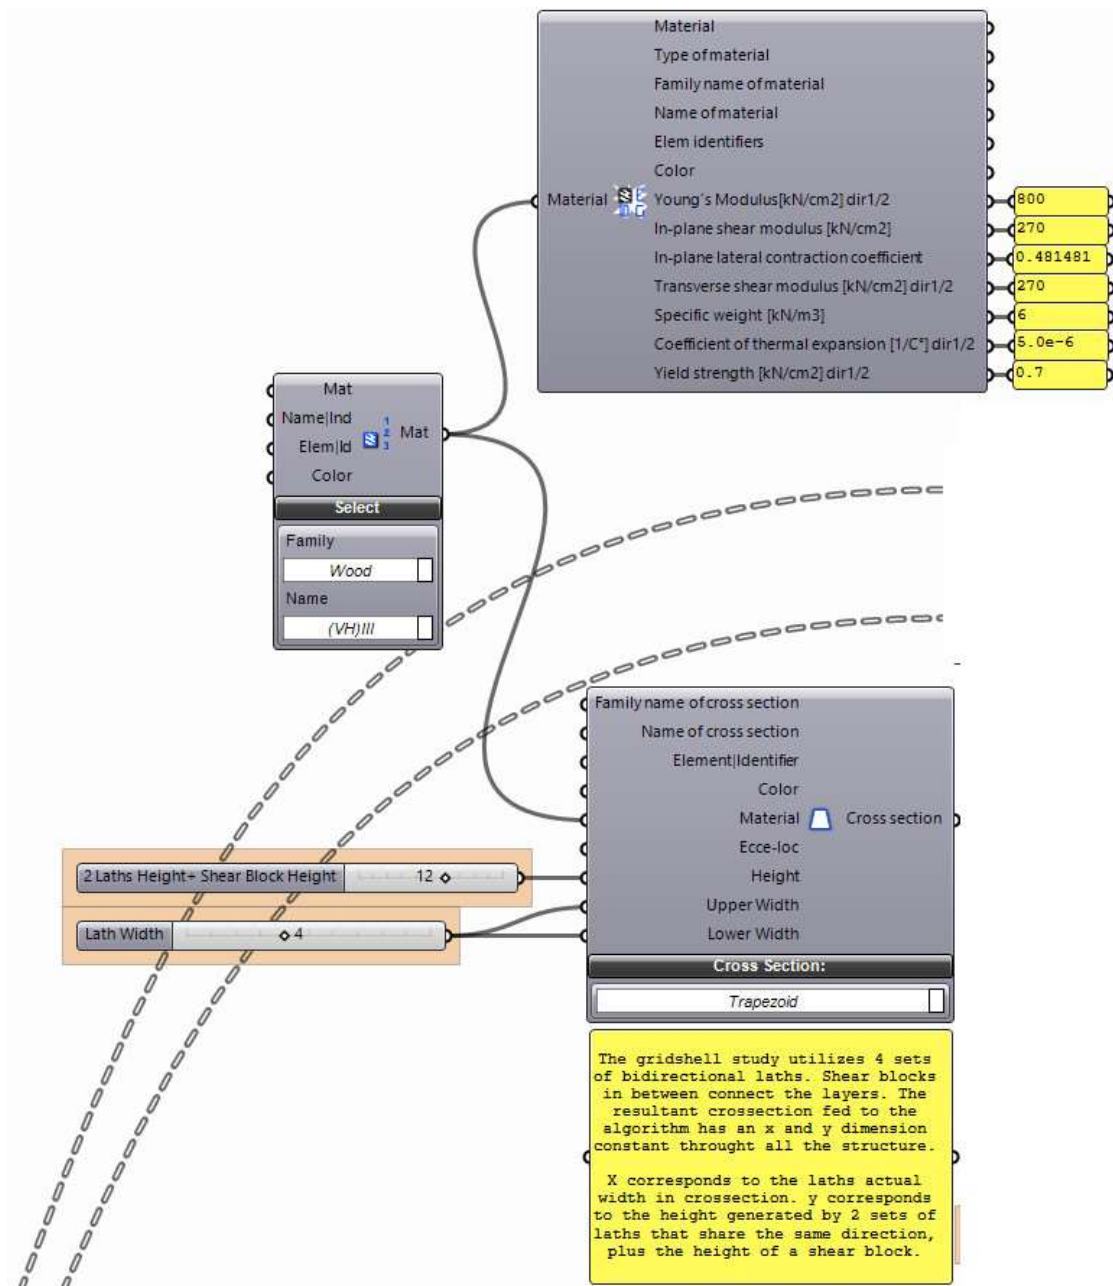 Material
Type of material
Family name of material
Name of material
Elem identifiers
Color
Material
Young's Modulus[kN/cm2] dir1/2
800
In-plane shear modulus [kN/cm2]
270
In-plane lateral contraction coefficient
0.481481
Transverse shear modulus [kN/cm2] dir1/2
270
Specific weight [kN/m3]
6
Coefficient of thermal expansion [1/C°] dir1/2
5.0e-6
Yield strength [kN/cm2] dir1/2
0.7
Mat
Name|Ind
Elem|Id
Color
1
2
3
Mat
Select
Family
Wood
Name
(VH)III
Family name of cross section
Name of cross section
Element|Identifier
Color
Material
Cross section
Ecce-loc
Height
Upper Width
Lower Width
2 Laths Height+ Shear Block Height
12
Lath Width
4
Cross Section:
Trapezoid
The gridshell study utilizes 4 sets
of bidirectional laths. Shear blocks
in between connect the layers. The
resultant crossection fed to the
algorithm has an x and y dimension
constant throught all the structure.
X corresponds to the laths actual
width in crossection. y corresponds
to the height generated by 2 sets of
laths that share the same direction,
plus the height of a shear block.